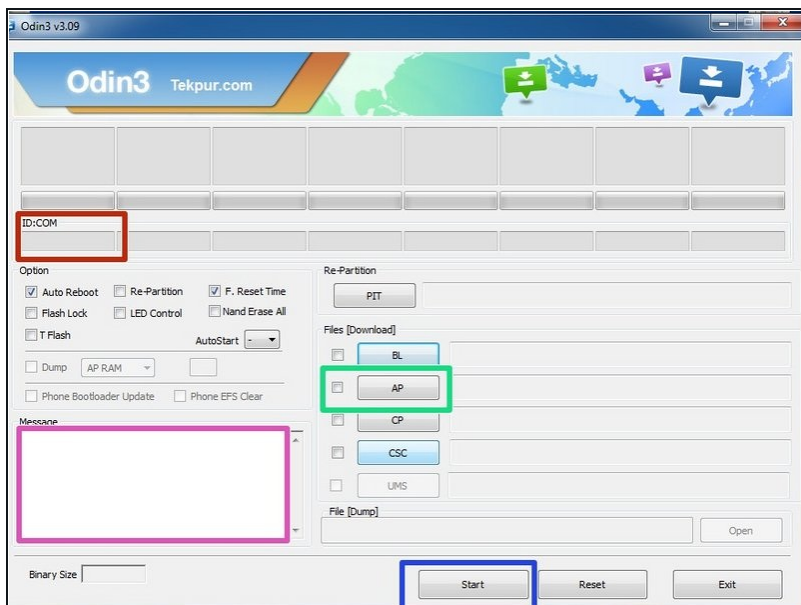 Odin3 v3.09
Odin3 Tekpur.com
ID:COM
Option
Auto Reboot Re-Partition F. Reset Time
Flash Lock LED Control Nand Erase All
T Flash AutoStart -
Dump AP RAM
Phone Bootloader Update Phone EFS Clear
Message
Binary Size
Re-Partition
PIT
Files [Download]
BL
AP
CP
CSC
UMS
File [Dump]
Open
Start Reset Exit